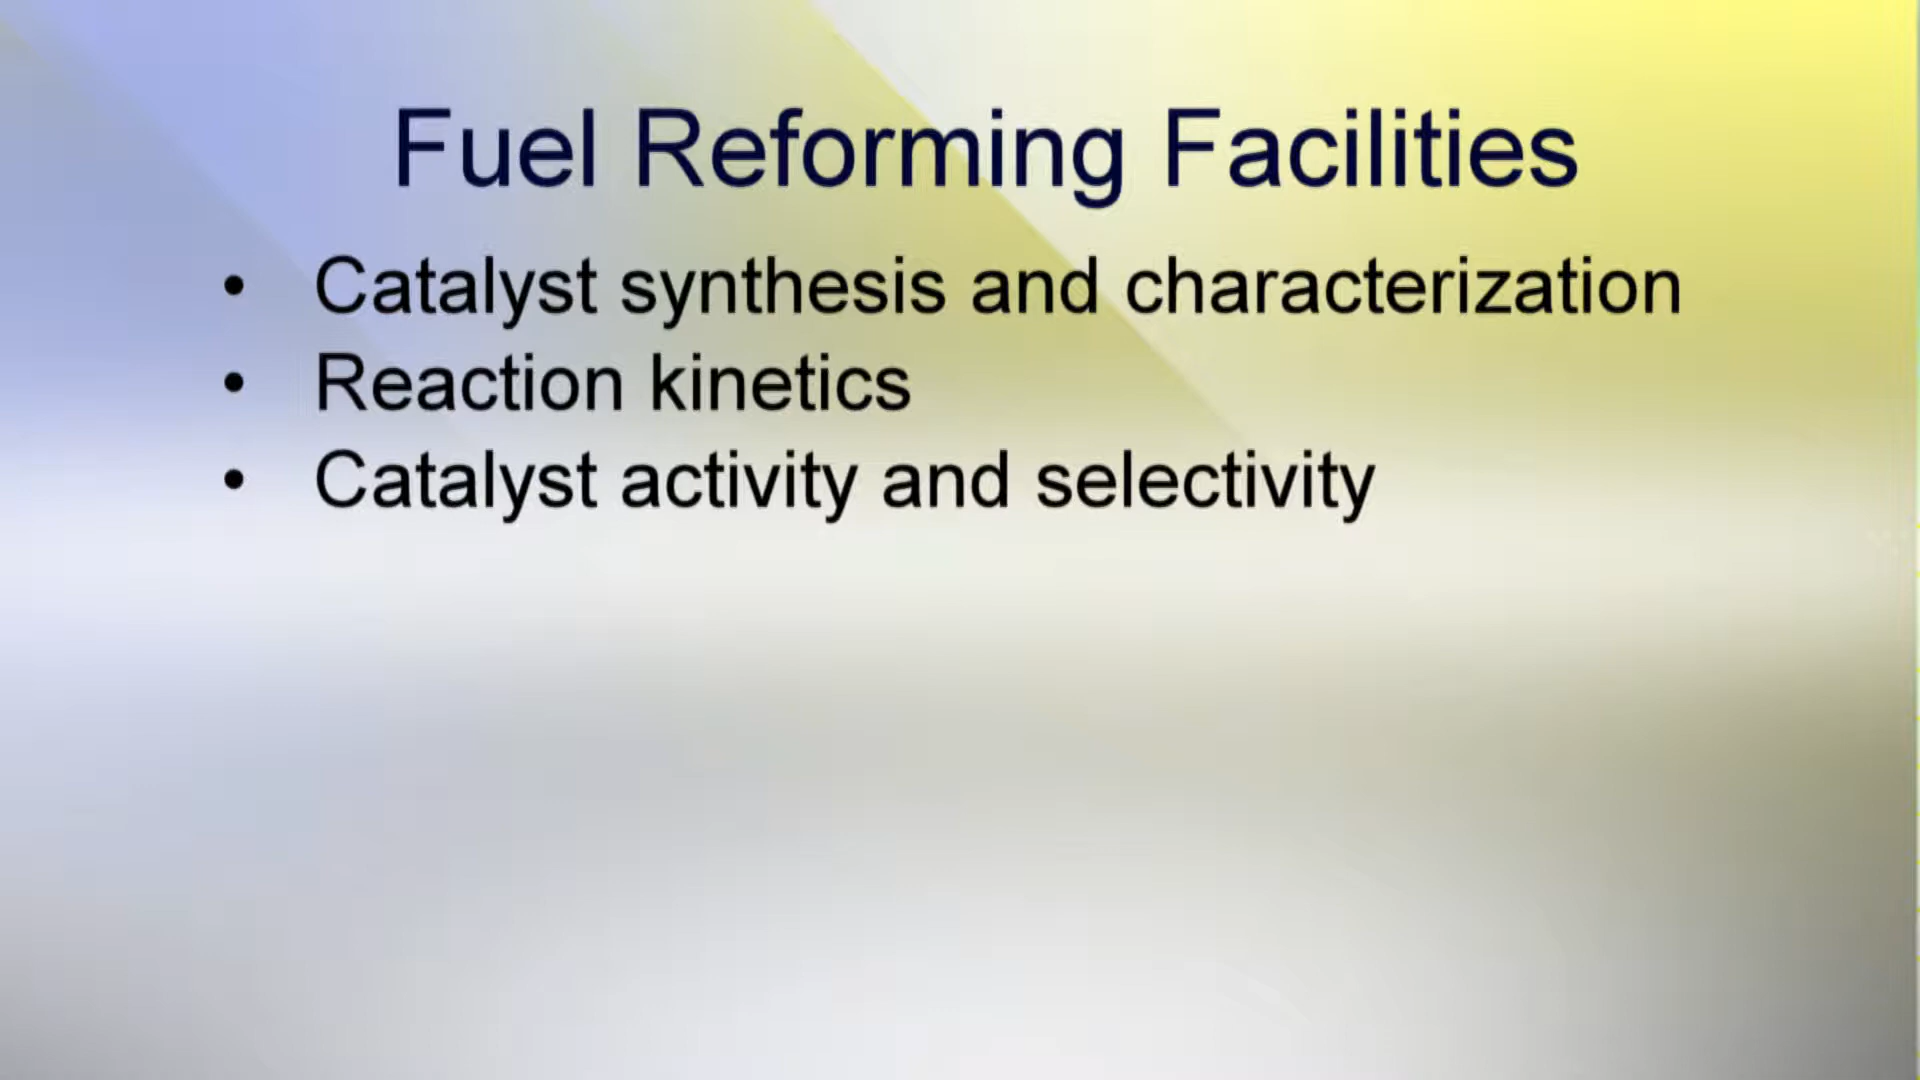 Fuel Reforming Facilities
• Catalyst synthesis and characterization
• Reaction kinetics
• Catalyst activity and selectivity